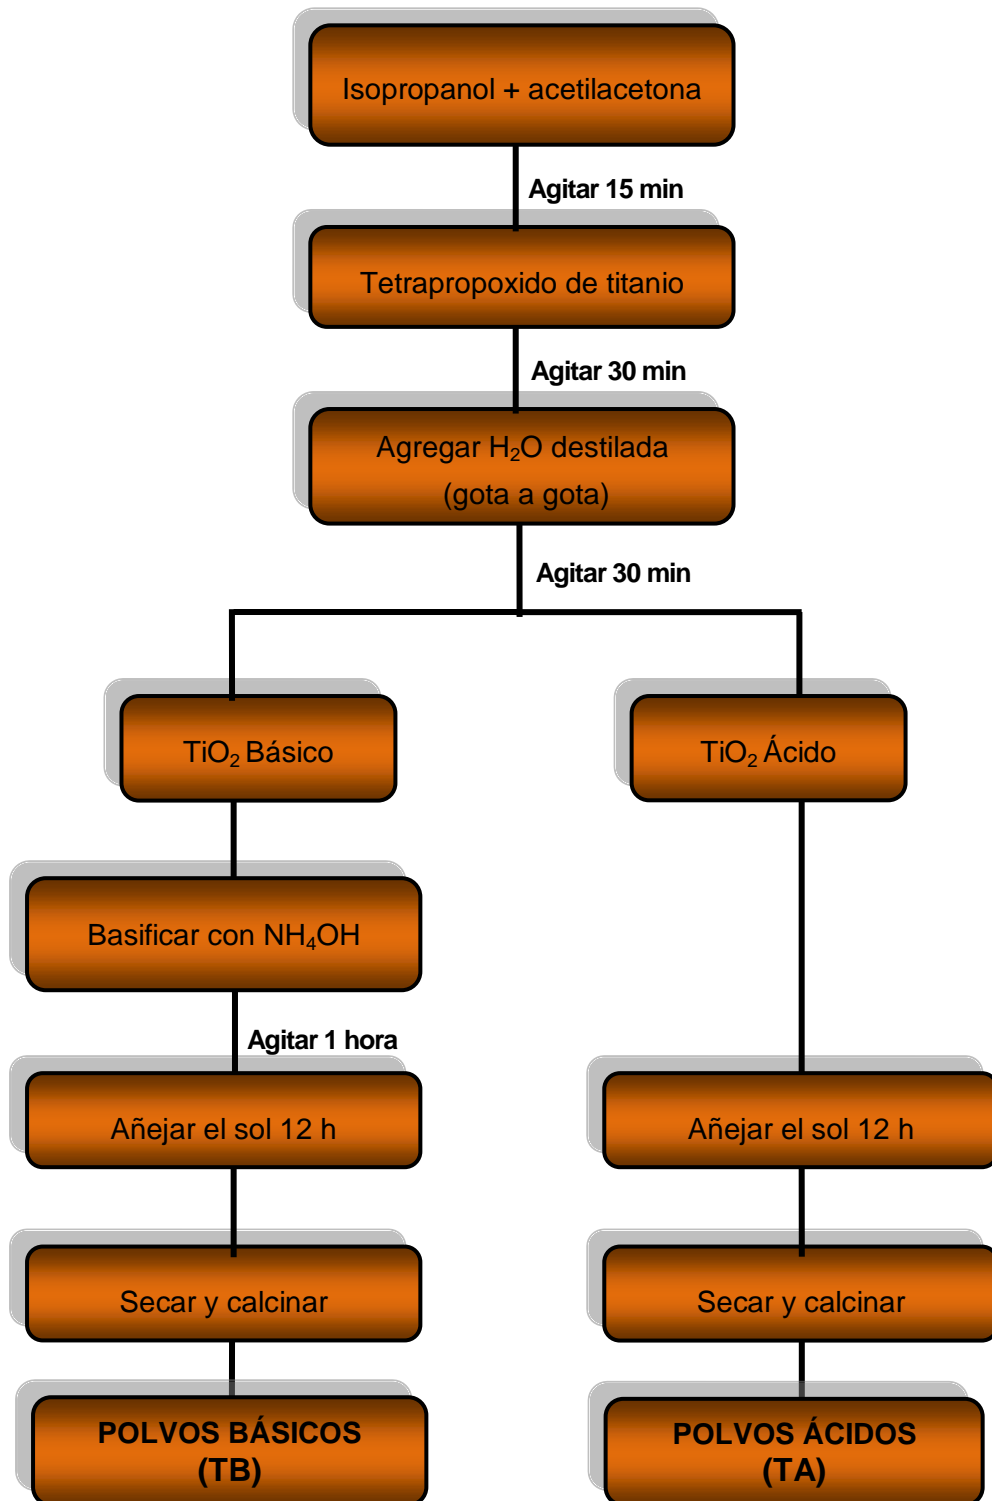 Isopropanol + acetilacetona
Agitar 15 min
Tetrapropoxido de titanio
Agitar 30 min
Agregar H₂O destilada
(gota a gota)
Agitar 30 min
TiO₂ Básico
TiO₂ Ácido
Basificar con NH₄OH
Agitar 1 hora
Añejar el sol 12 h
Añejar el sol 12 h
Secar y calcinar
Secar y calcinar
POLVOS BÁSICOS
(TB)
POLVOS ÁCIDOS
(TA)